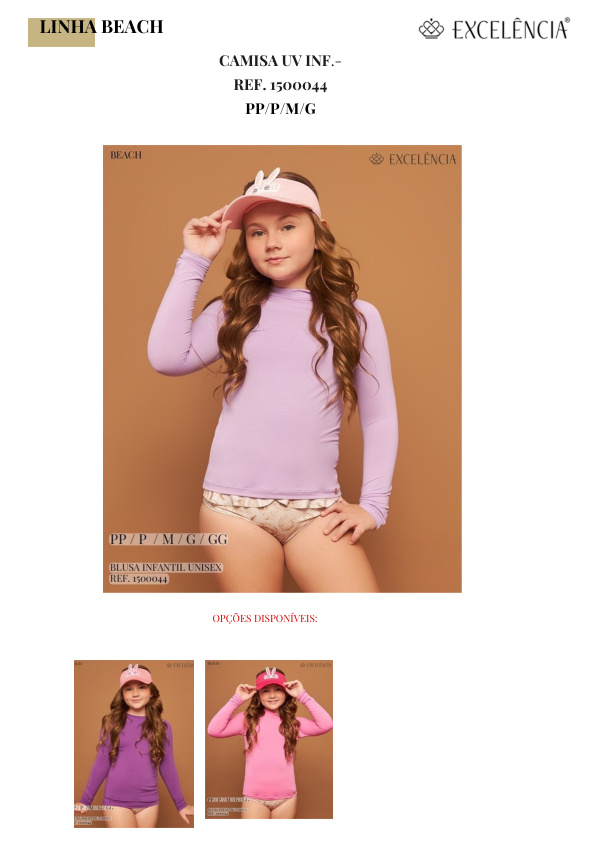 LINHA BEACH
EXCELÊNCIA®
CAMISA UV INF.-
REF. 1500044
PP/P/M/G
BEACH
EXCELÊNCIA
PP / P / M / G / GG
BLUSA INFANTIL UNISEX
REF. 1500044
OPÇÕES DISPONÍVEIS: